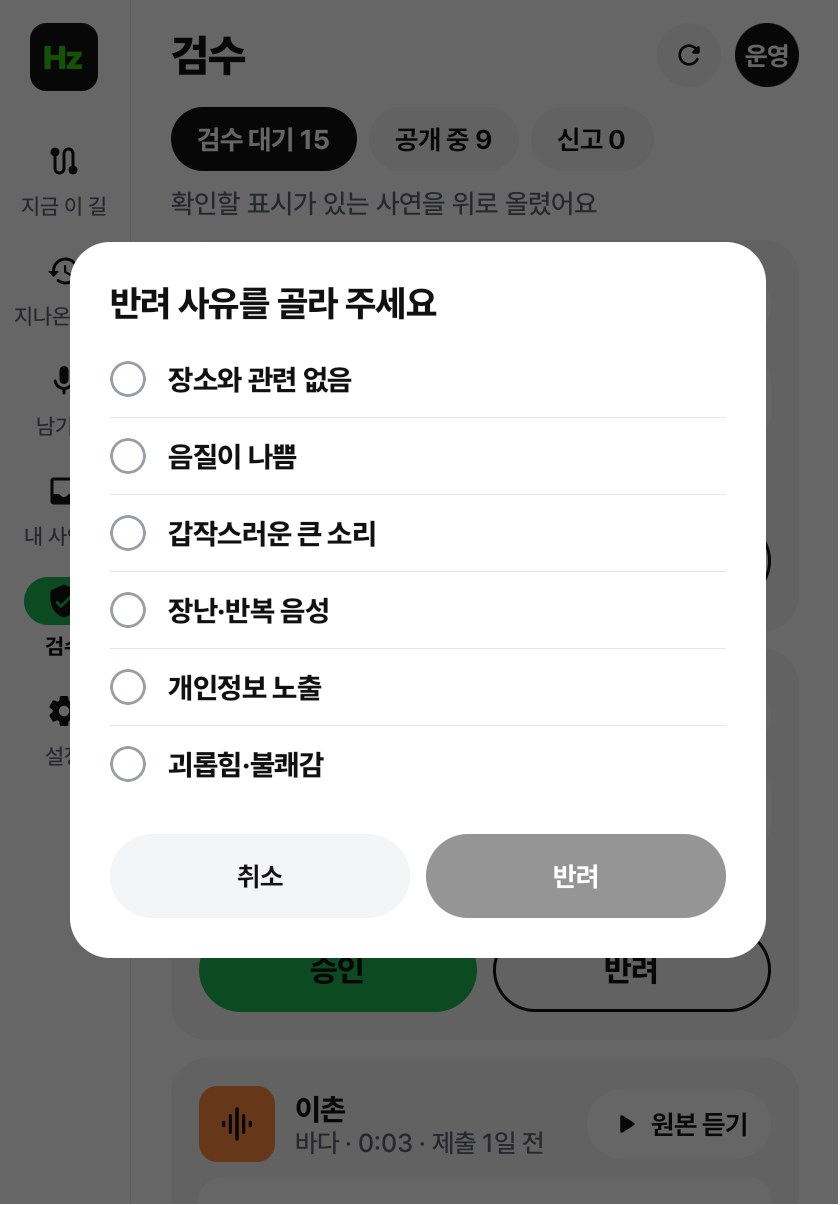 Hz
검수
운영
검수 대기 15
공개 중 9
신고 0
지금 이 길
확인할 표시가 있는 사연을 위로 올렸어요
지나온
남기
내 사
검수
설정
반려 사유를 골라 주세요
장소와 관련 없음
음질이 나쁨
갑작스러운 큰 소리
장난·반복 음성
개인정보 노출
괴롭힘·불쾌감
취소
반려
승인
반려
이촌
바다 · 0:03 · 제출 1일 전
원본 듣기